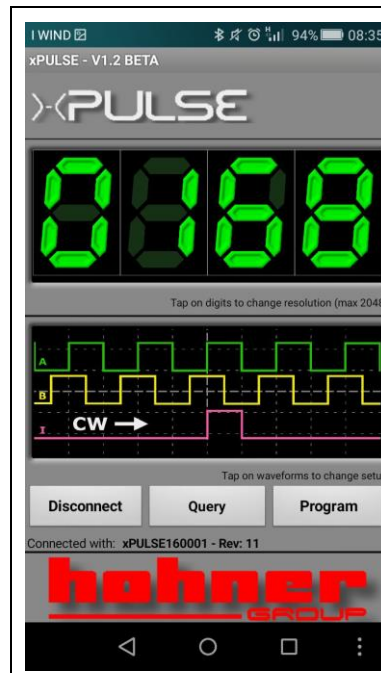 I WIND 94% 08:35
xPULSE - V1.2 BETA
>-<PULSE
0168
Tap on digits to change resolution (max 2048
A
B
CW
I
Tap on waveforms to change setu
Disconnect Query Program
Connected with: xPULSE160001 - Rev: 11
hohner
GROUP